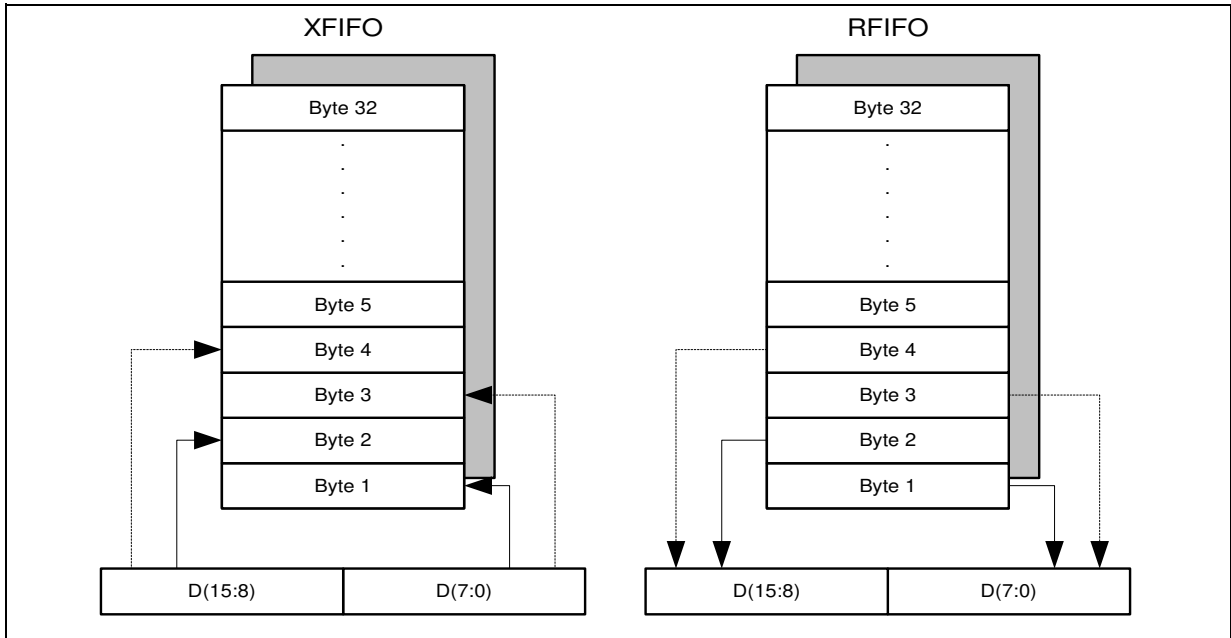 XFIFO
Byte 32
.
.
.
.
.
.
Byte 5
Byte 4
Byte 3
Byte 2
Byte 1
D(15:8)
D(7:0)
RFIFO
Byte 32
.
.
.
.
.
.
Byte 5
Byte 4
Byte 3
Byte 2
Byte 1
D(15:8)
D(7:0)